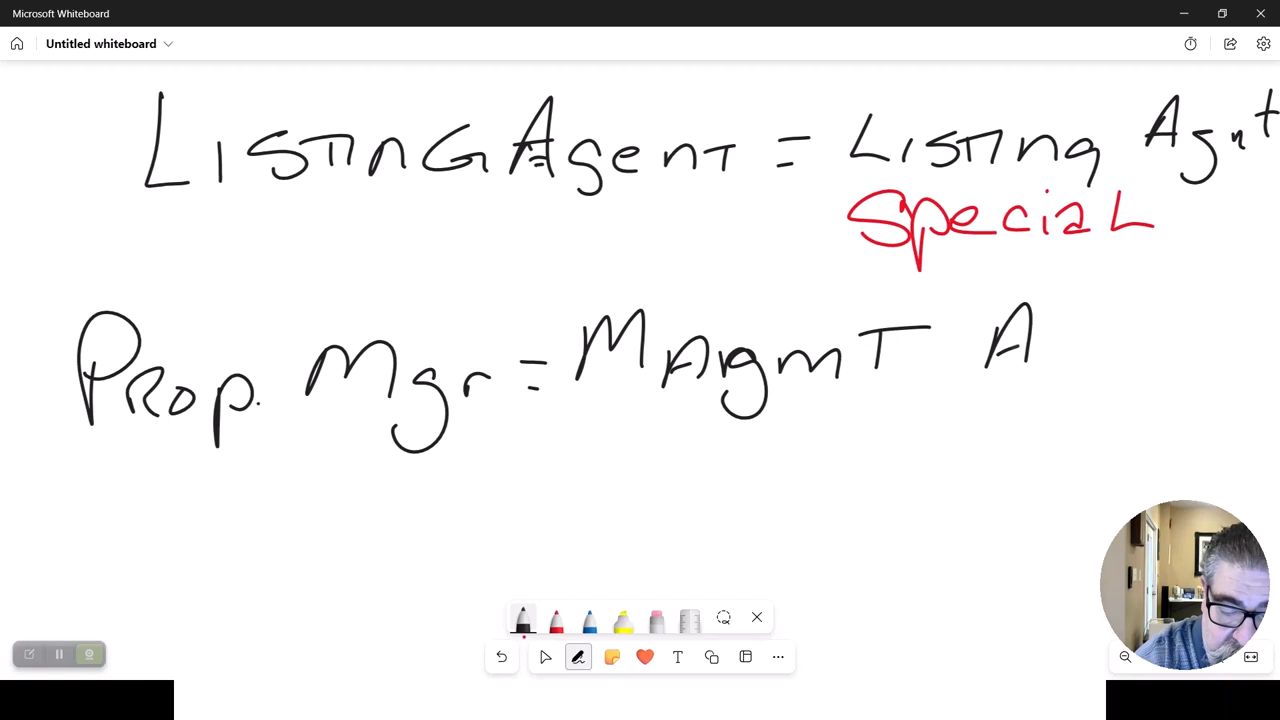 Microsoft Whiteboard
Untitled whiteboard
LISTInG Agent = LISTIng Agnt
Special
Prop. Mgr = MAgmT A